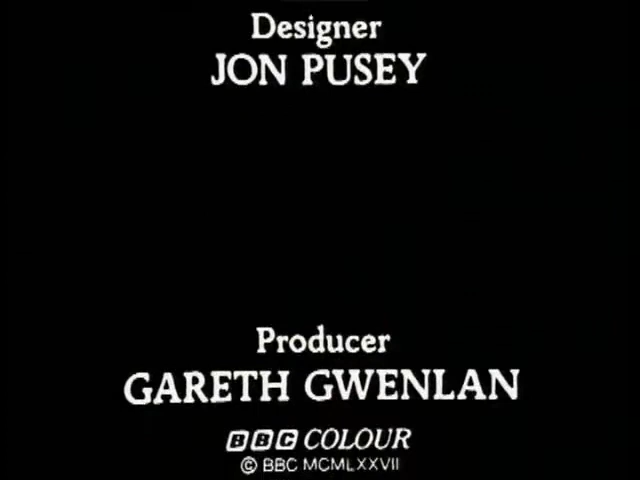 Designer
JON PUSEY
Producer
GARETH GWENLAN
BBC COLOUR
© BBC MCMLXXVII